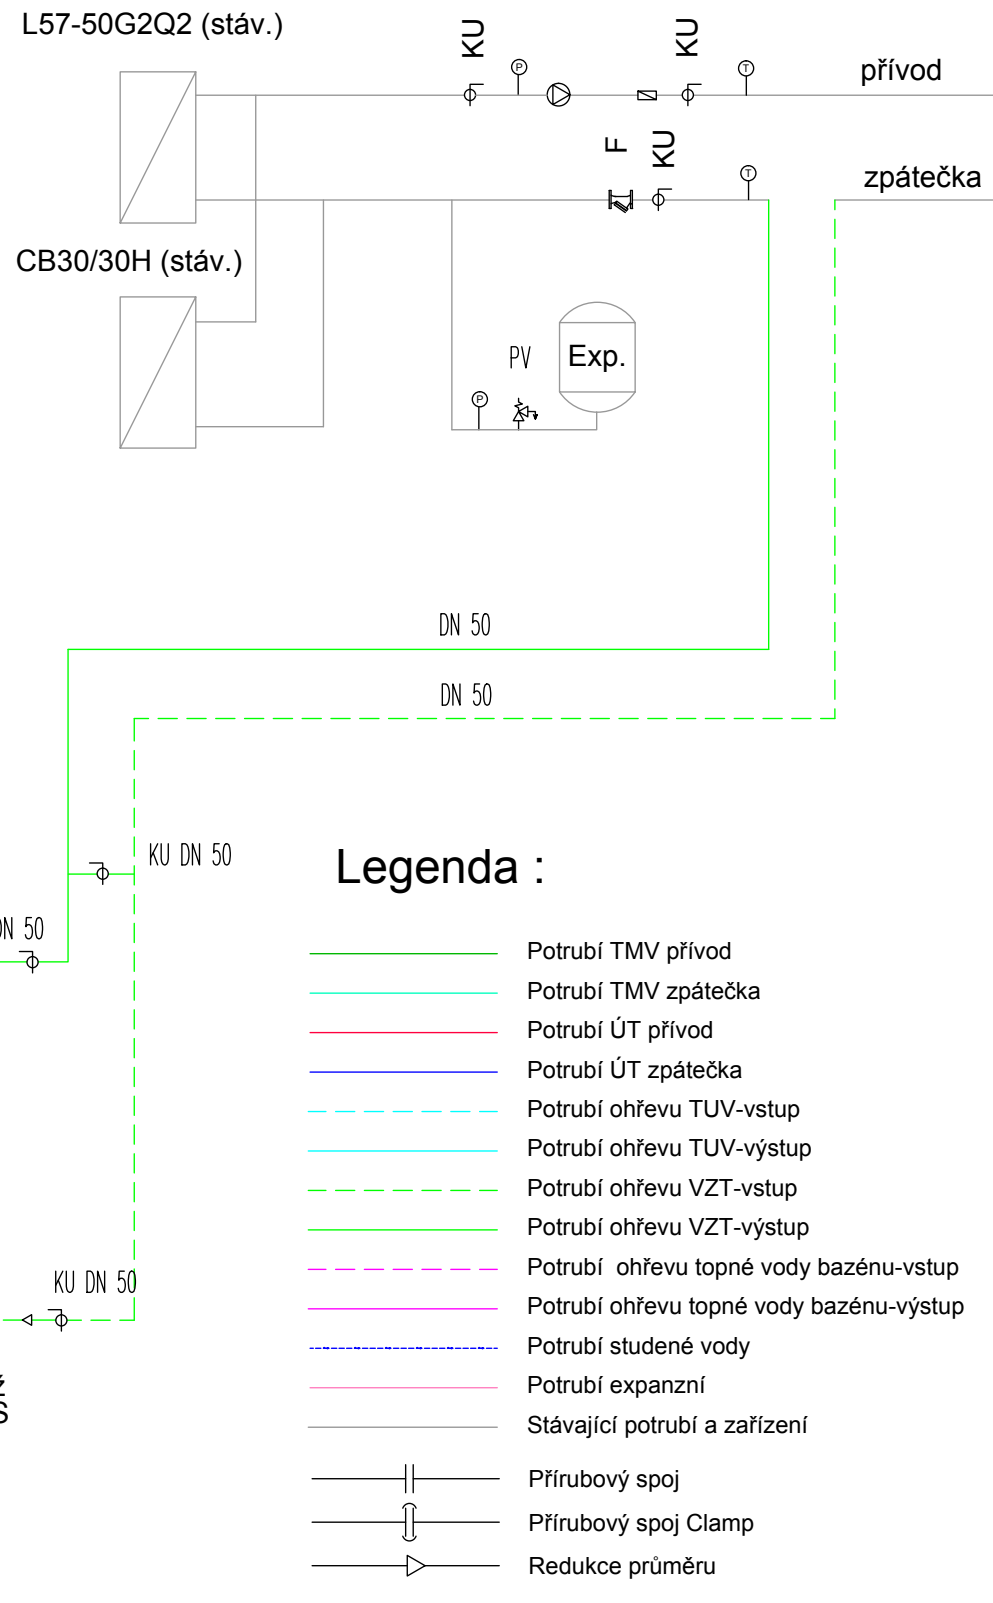 L57-50G2Q2 (stáv.)
KU
KU
P
T
přívod
F
KU
T
zpátečka
CB30/30H (stáv.)
PV
Exp.
P
DN 50
DN 50
KU DN 50
DN 50
Legenda :
Potrubí TMV přívod
Potrubí TMV zpátečka
Potrubí ÚT přívod
Potrubí ÚT zpátečka
Potrubí ohřevu TUV-vstup
Potrubí ohřevu TUV-výstup
Potrubí ohřevu VZT-vstup
Potrubí ohřevu VZT-výstup
Potrubí ohřevu topné vody bazénu-vstup
Potrubí ohřevu topné vody bazénu-výstup
Potrubí studené vody
Potrubí expanzní
Stávající potrubí a zařízení
KU DN 50
Přírubový spoj
Přírubový spoj Clamp
Redukce průměru